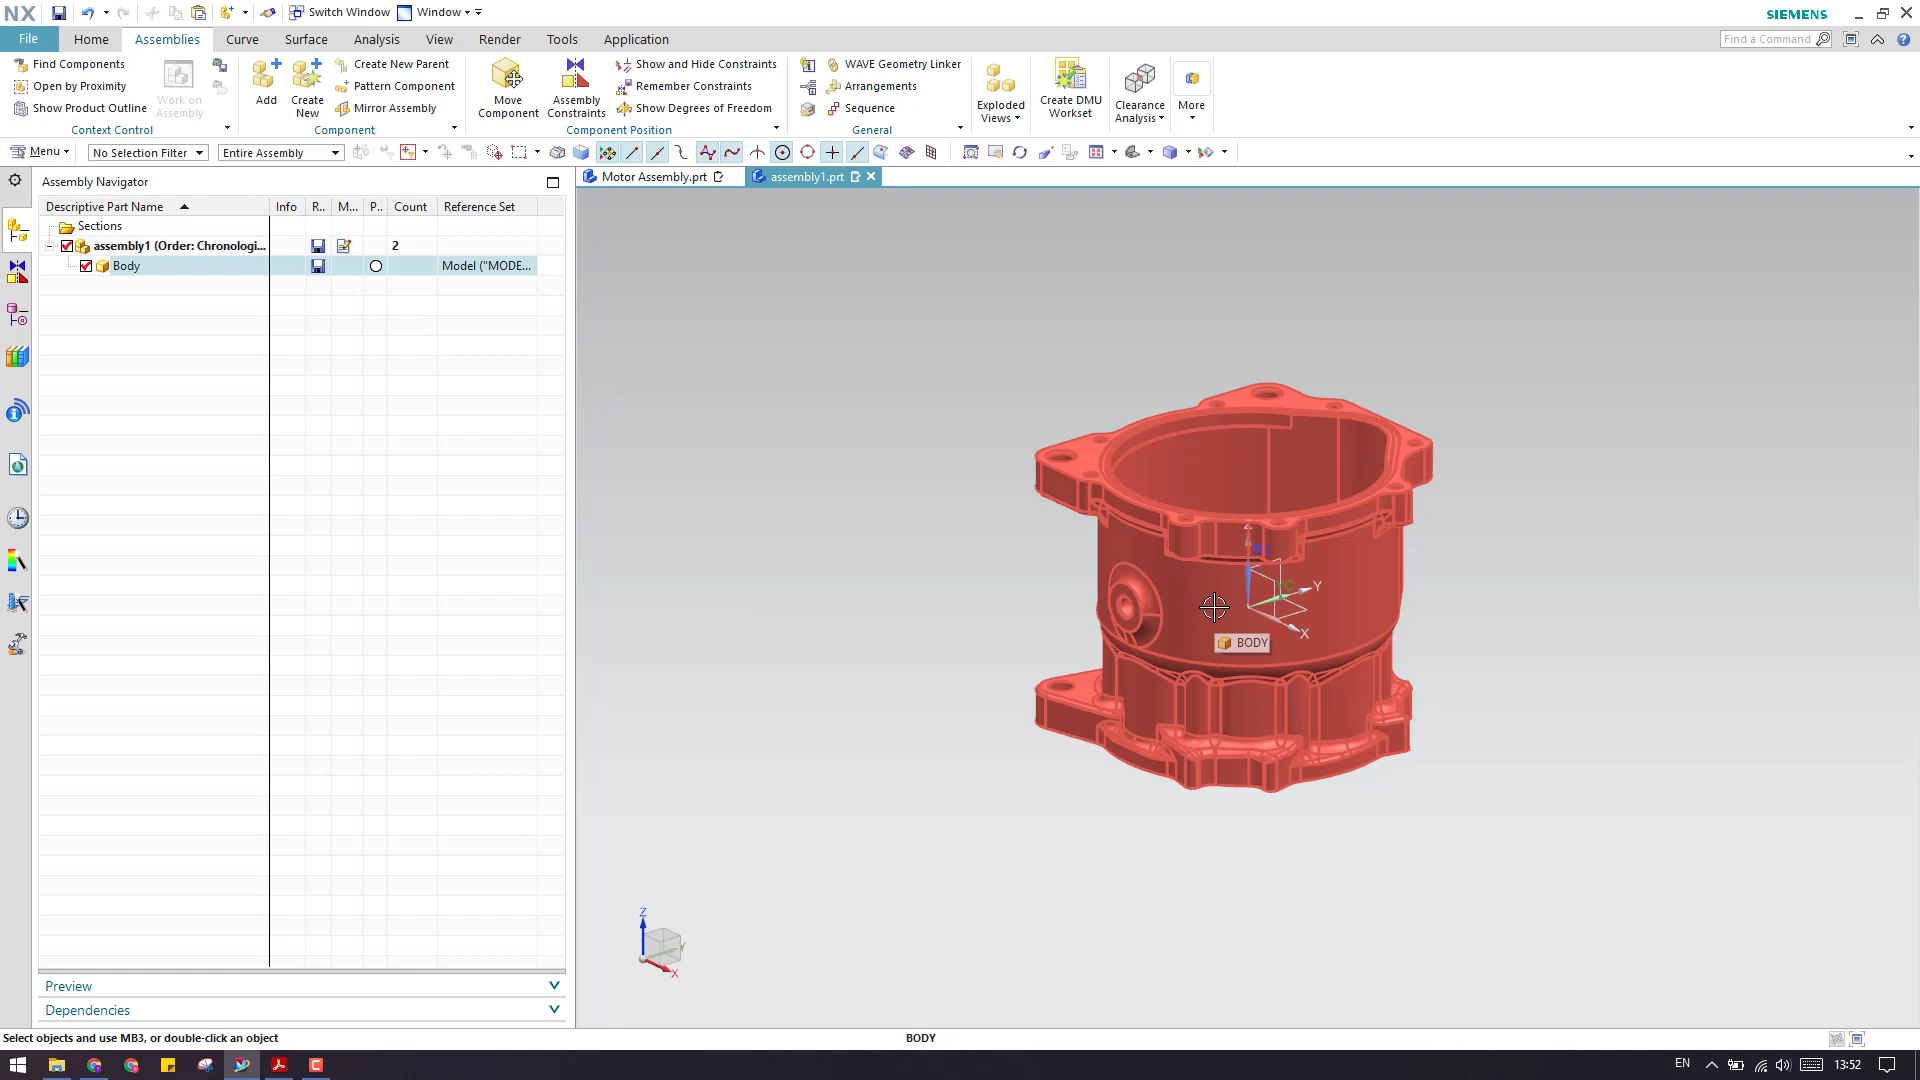 NX Switch Window Window SIEMENS
File Home Assemblies Curve Surface Analysis View Render Tools Application Find a Command
Find Components
Open by Proximity
Show Product Outline
Work on
Assembly
Context Control
Add
Create
New
Create New Parent
Pattern Component
Mirror Assembly
Component
Move
Component
Assembly
Constraints
Show and Hide Constraints
Remember Constraints
Show Degrees of Freedom
Component Position
WAVE Geometry Linker
Arrangements
Sequence
General
Exploded
Views
Create DMU
Workset
Clearance
Analysis
More
Menu No Selection Filter Entire Assembly
Assembly Navigator
Motor Assembly.prt assembly1.prt
Descriptive Part Name Info R.. M... P.. Count Reference Set
Sections
assembly1 (Order: Chronologi... 2
Body Model ("MODE...
Z
Y
X
BODY
Z
Y
X
Preview
Dependencies
Select objects and use MB3, or double-click an object BODY
EN 13:52